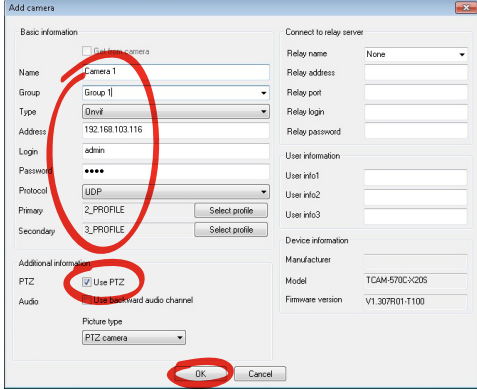 Add camera
Basic information
Get from camera
Name Camera 1
Group Group 1
Type Onvif
Address 192.168.103.116
Login admin
Password ••••
Protocol UDP
Primary 2_PROFILE Select profile
Secondary 3_PROFILE Select profile
Additional information
PTZ Use PTZ
Audio Use backward audio channel
Picture type
PTZ camera
Connect to relay server
Relay name None
Relay address
Relay port
Relay login
Relay password
User information
User info1
User info2
User info3
Device information
Manufacturer
Model TCAM-570C-X20S
Firmware version V1.307R01-T100
OK Cancel